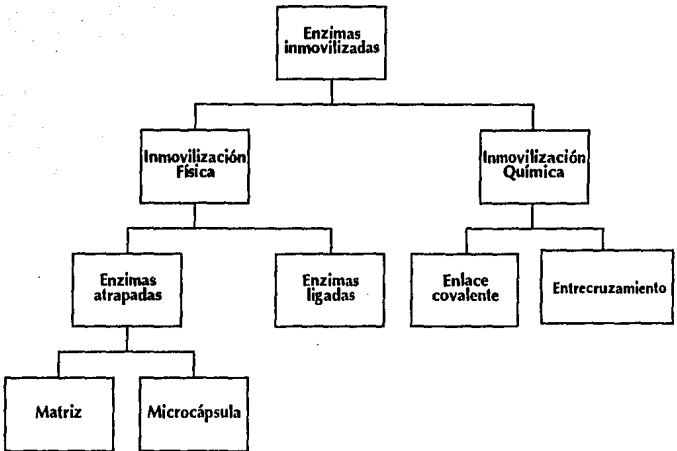 Enzimas
inmovilizadas
Inmovilización
Física
Inmovilización
Química
Enzimas
atrapadas
Enzimas
ligadas
Enlace
covalente
Entrecruzamiento
Matriz
Microcápsula